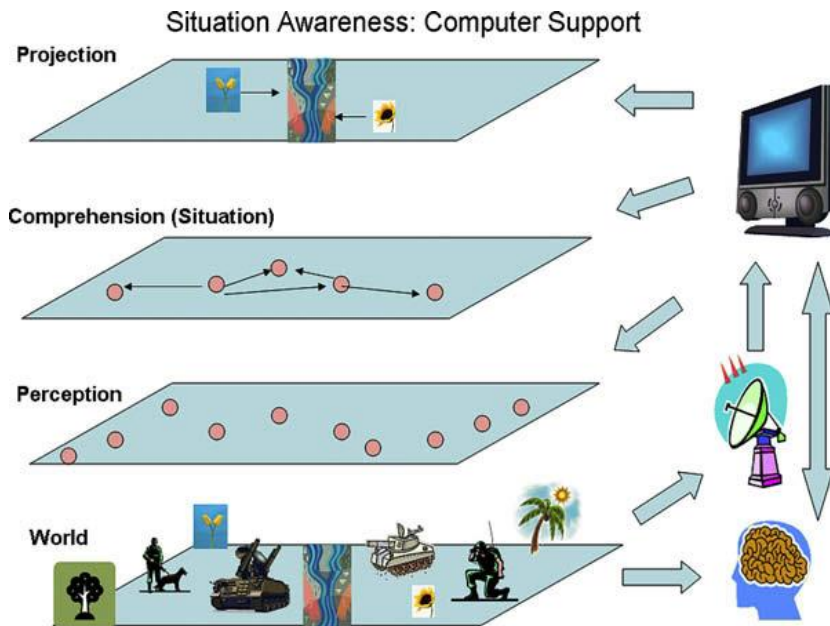 Situation Awareness: Computer Support
Projection
Comprehension (Situation)
Perception
World